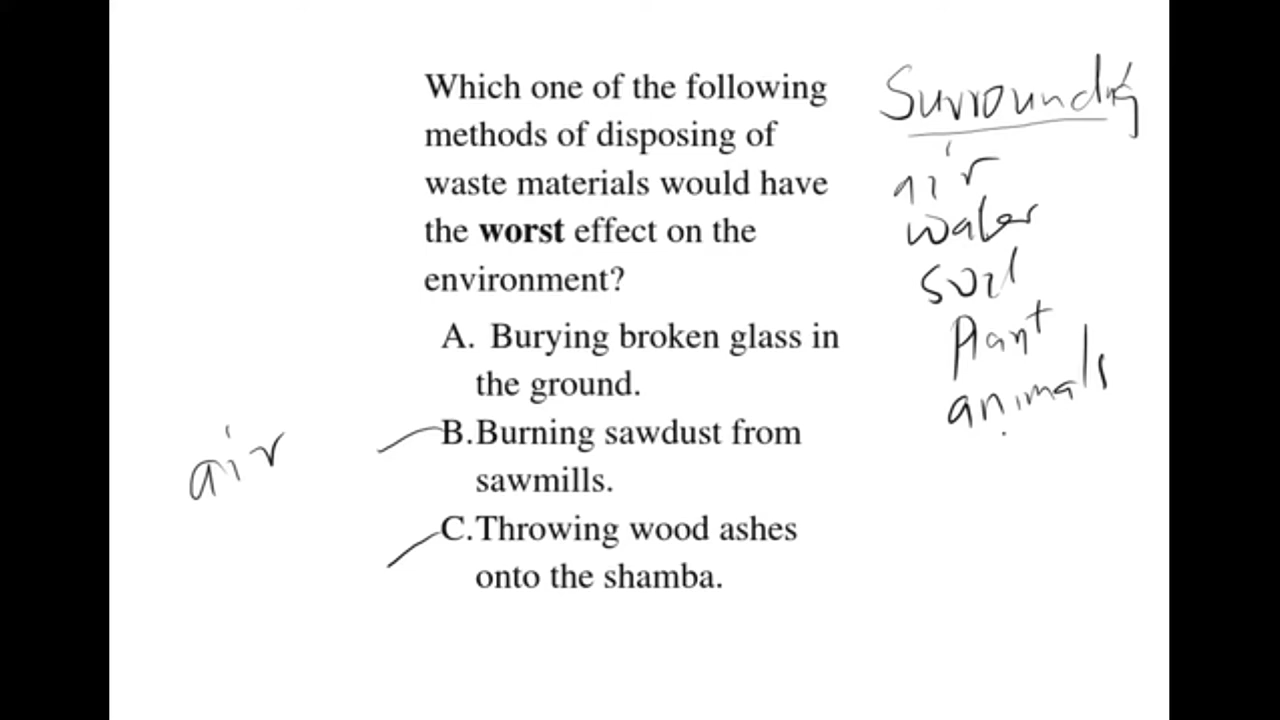 Which one of the following
methods of disposing of
waste materials would have
the worst effect on the
environment?
A. Burying broken glass in
the ground.
B.Burning sawdust from
sawmills.
C.Throwing wood ashes
onto the shamba.
air
Surrounding
air
water
soil
Plant
animals